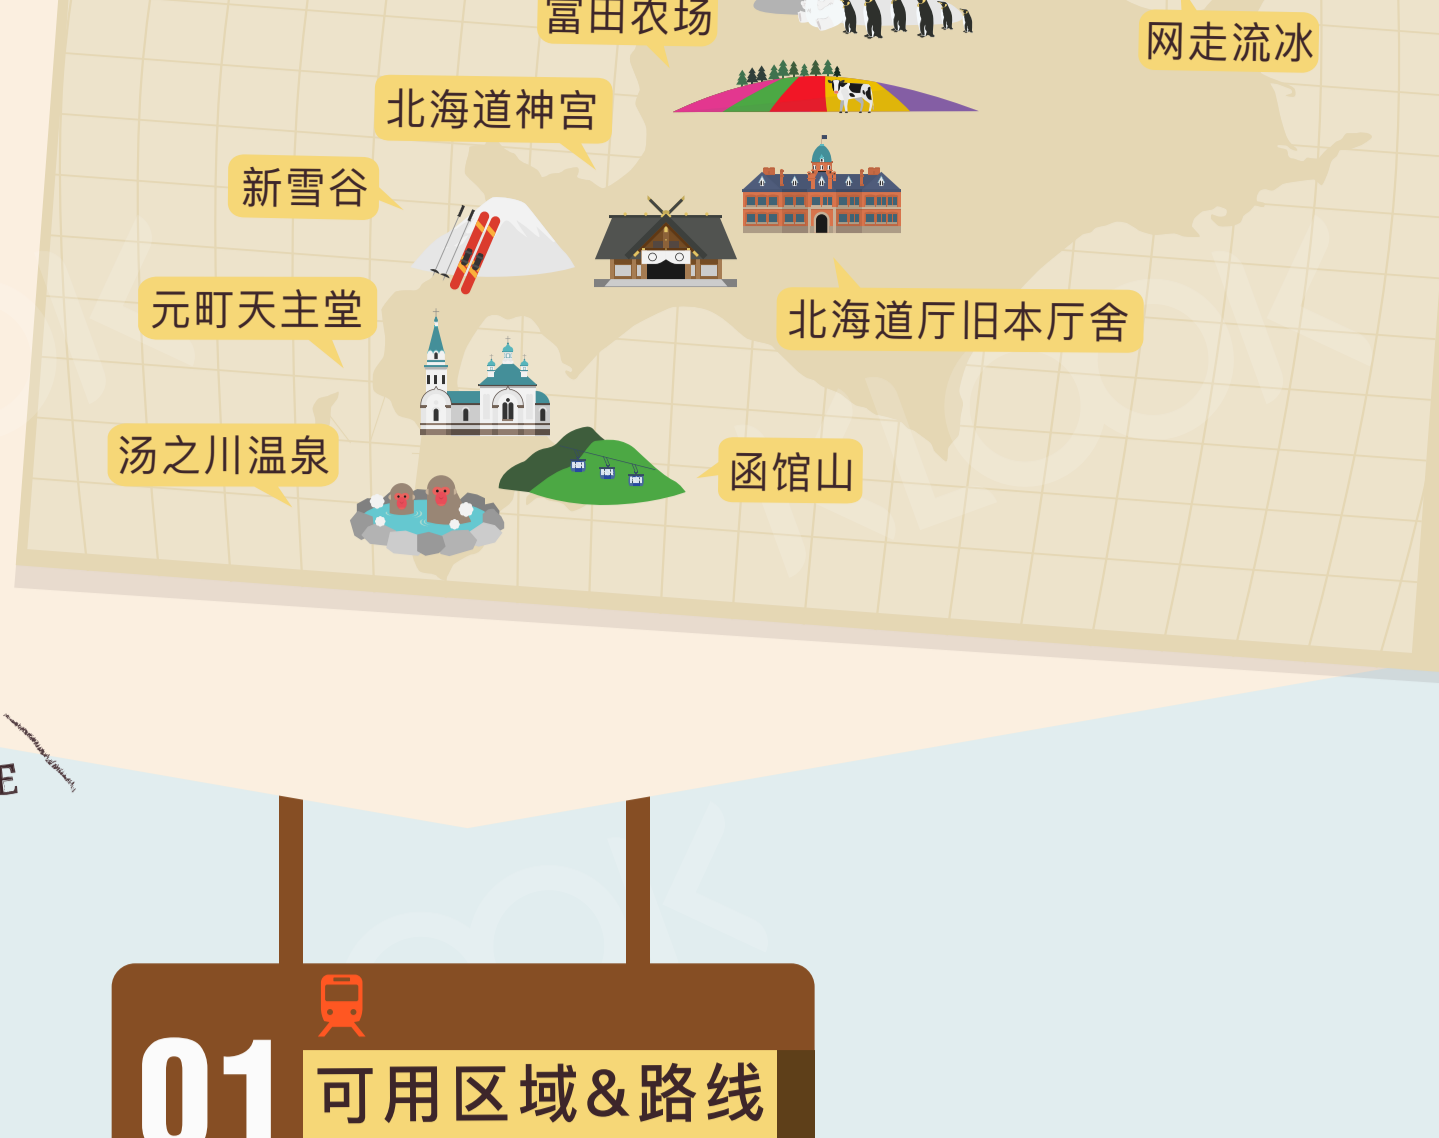 富田农场
网走流冰
北海道神宫
新雪谷
元町天主堂
北海道厅旧本厅舍
汤之川温泉
函馆山
E
01
可用区域&路线